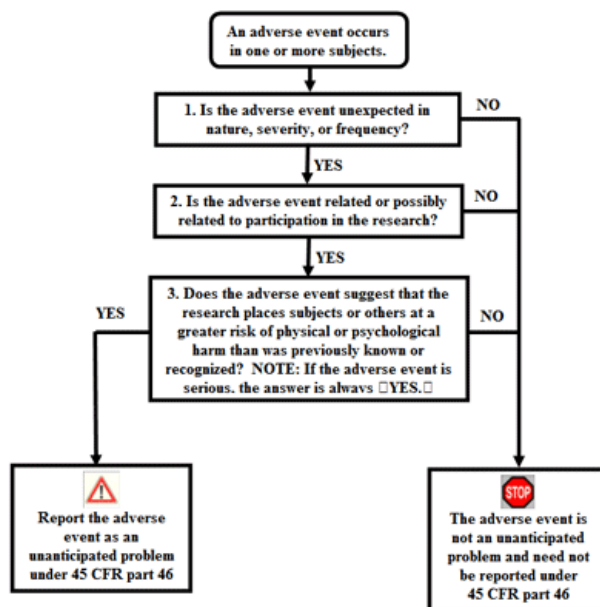 An adverse event occurs
in one or more subjects.
1. Is the adverse event unexpected in
nature, severity, or frequency?
NO
YES
2. Is the adverse event related or possibly
related to participation in the research?
NO
YES
3. Does the adverse event suggest that the
research places subjects or others at a
greater risk of physical or psychological
harm than was previously known or
recognized?  NOTE: If the adverse event is
serious, the answer is always □YES.□
YES
NO
Report the adverse
event as an
unanticipated problem
under 45 CFR part 46
STOP
The adverse event is
not an unanticipated
problem and need not
be reported under
45 CFR part 46